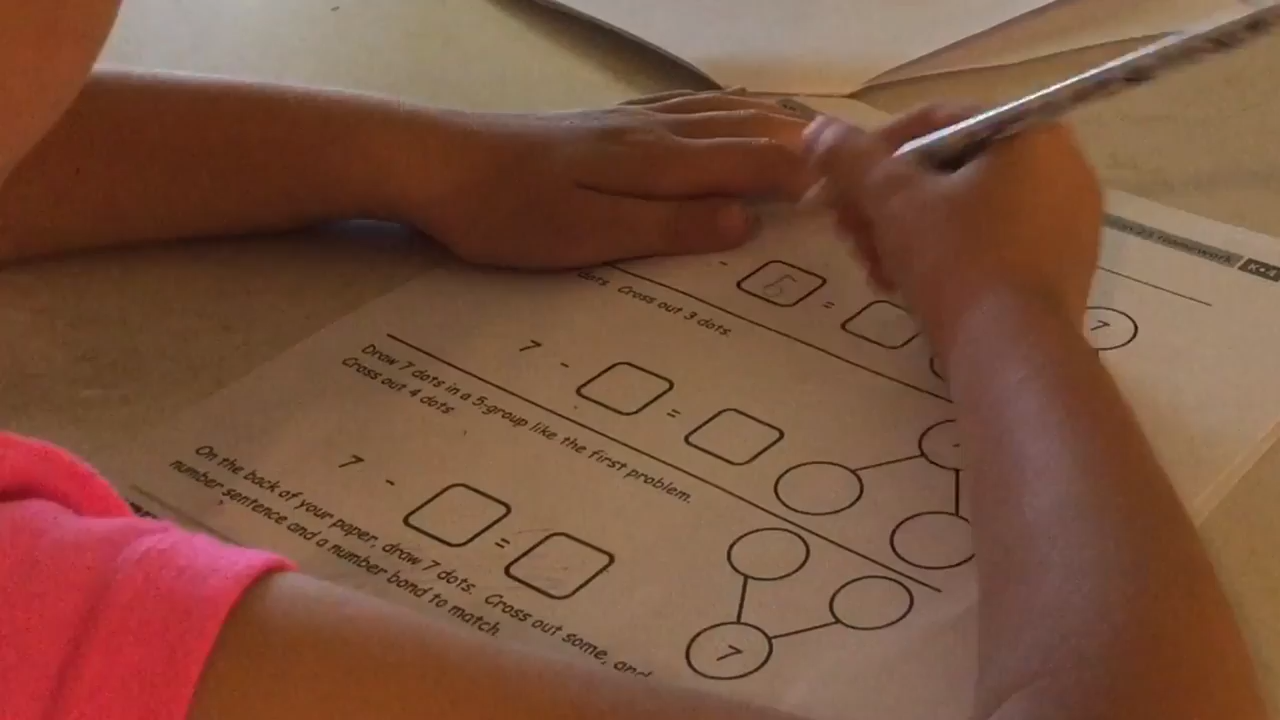 Homework K•4
7
- 5 =
dots. Cross out 3 dots.
7 - =
Draw 7 dots in a 5-group like the first problem.
Cross out 4 dots
7 - =
7
On the back of your paper, draw 7 dots. Cross out some, and
number sentence and a number bond to match.